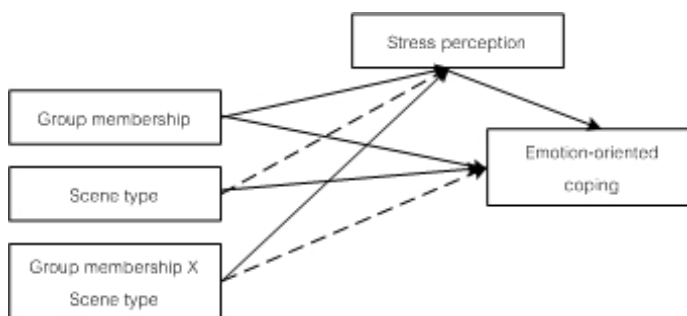 Stress perception
Group membership
Emotion-oriented
coping
Scene type
Group membership X
Scene type